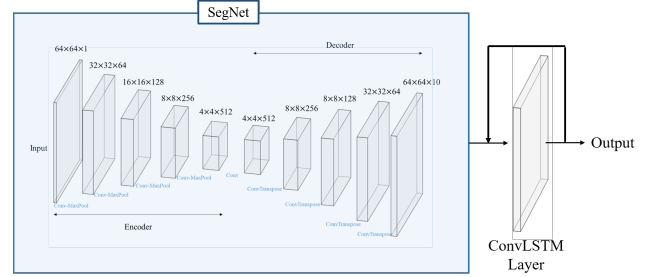 SegNet
Decoder
64×64×1
32×32×64
16×16×128
8×8×256
4×4×512
4×4×512
8×8×256
8×8×128
32×32×64
64×64×10
Input
Conv-MaxPool
Conv-MaxPool
Conv-MaxPool
Conv-MaxPool
Conv
ConvTranspose
ConvTranspose
ConvTranspose
ConvTranspose
Encoder
Output
ConvLSTM
Layer